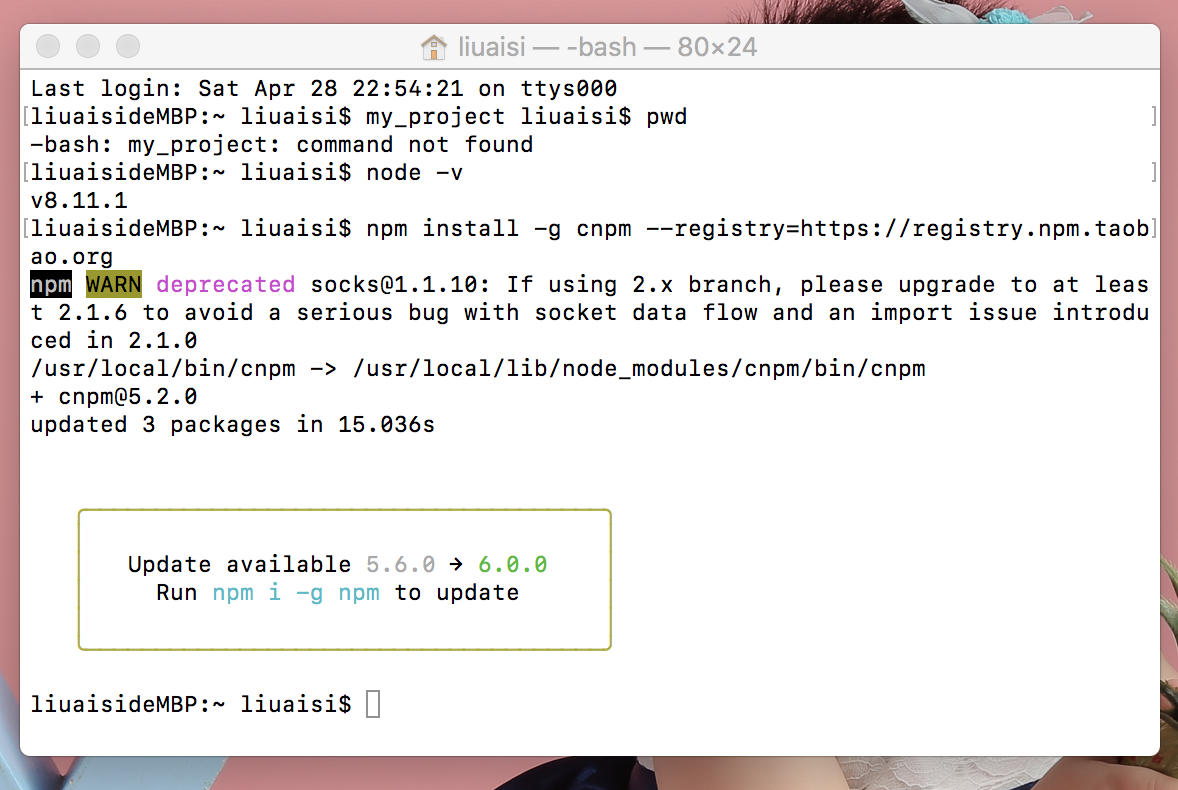 liuaisi — -bash — 80×24
Last login: Sat Apr 28 22:54:21 on ttys000
[liuaisideMBP:~ liuaisi$ my_project liuaisi$ pwd ]
-bash: my_project: command not found
[liuaisideMBP:~ liuaisi$ node -v ]
v8.11.1
[liuaisideMBP:~ liuaisi$ npm install -g cnpm --registry=https://registry.npm.taob]
ao.org
npm WARN deprecated socks@1.1.10: If using 2.x branch, please upgrade to at leas
t 2.1.6 to avoid a serious bug with socket data flow and an import issue introdu
ced in 2.1.0
/usr/local/bin/cnpm -> /usr/local/lib/node_modules/cnpm/bin/cnpm
+ cnpm@5.2.0
updated 3 packages in 15.036s
Update available 5.6.0 → 6.0.0
Run npm i -g npm to update
liuaisideMBP:~ liuaisi$